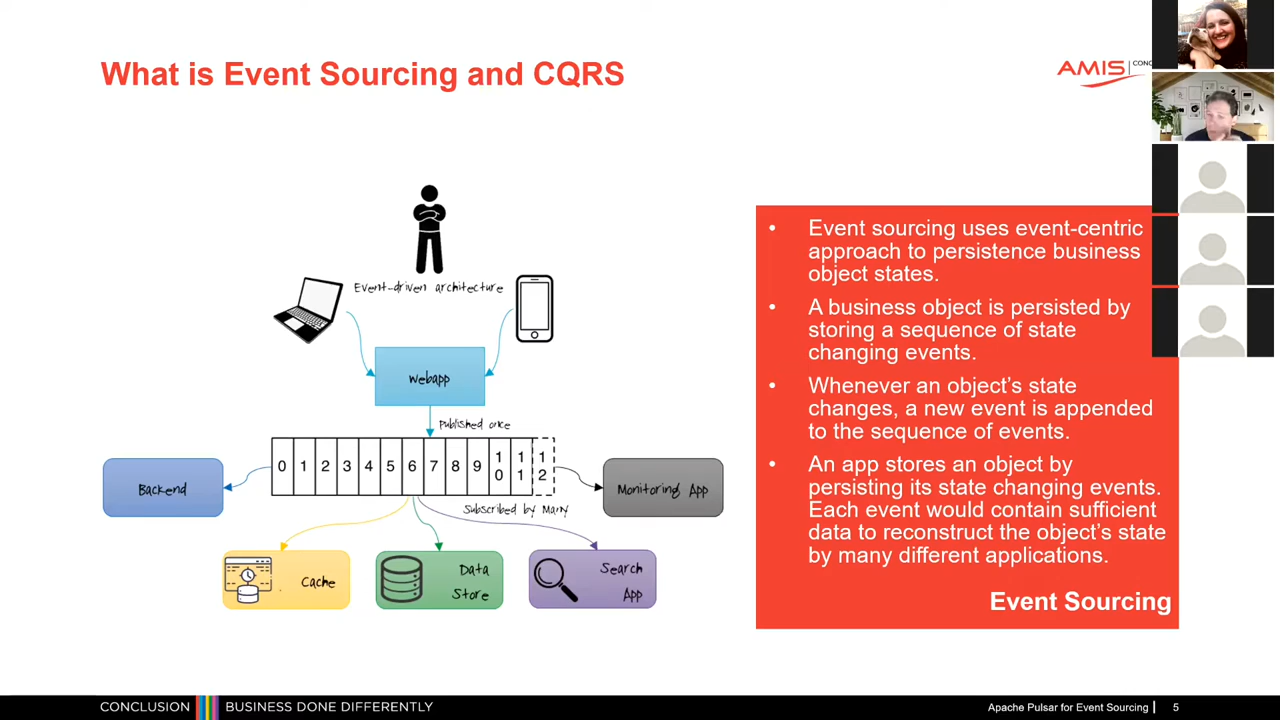 What is Event Sourcing and CQRS
AMIS
CONC
Event-driven architecture
Webapp
Published once
0 1 2 3 4 5 6 7 8 9 10 11 12
Backend
Monitoring App
Subscribed by Many
Cache
Data
Store
Search
App
• Event sourcing uses event-centric
approach to persistence business
object states.
• A business object is persisted by
storing a sequence of state
changing events.
• Whenever an object's state
changes, a new event is appended
to the sequence of events.
• An app stores an object by
persisting its state changing events.
Each event would contain sufficient
data to reconstruct the object's state
by many different applications.
Event Sourcing
CONCLUSION BUSINESS DONE DIFFERENTLY
Apache Pulsar for Event Sourcing | 5